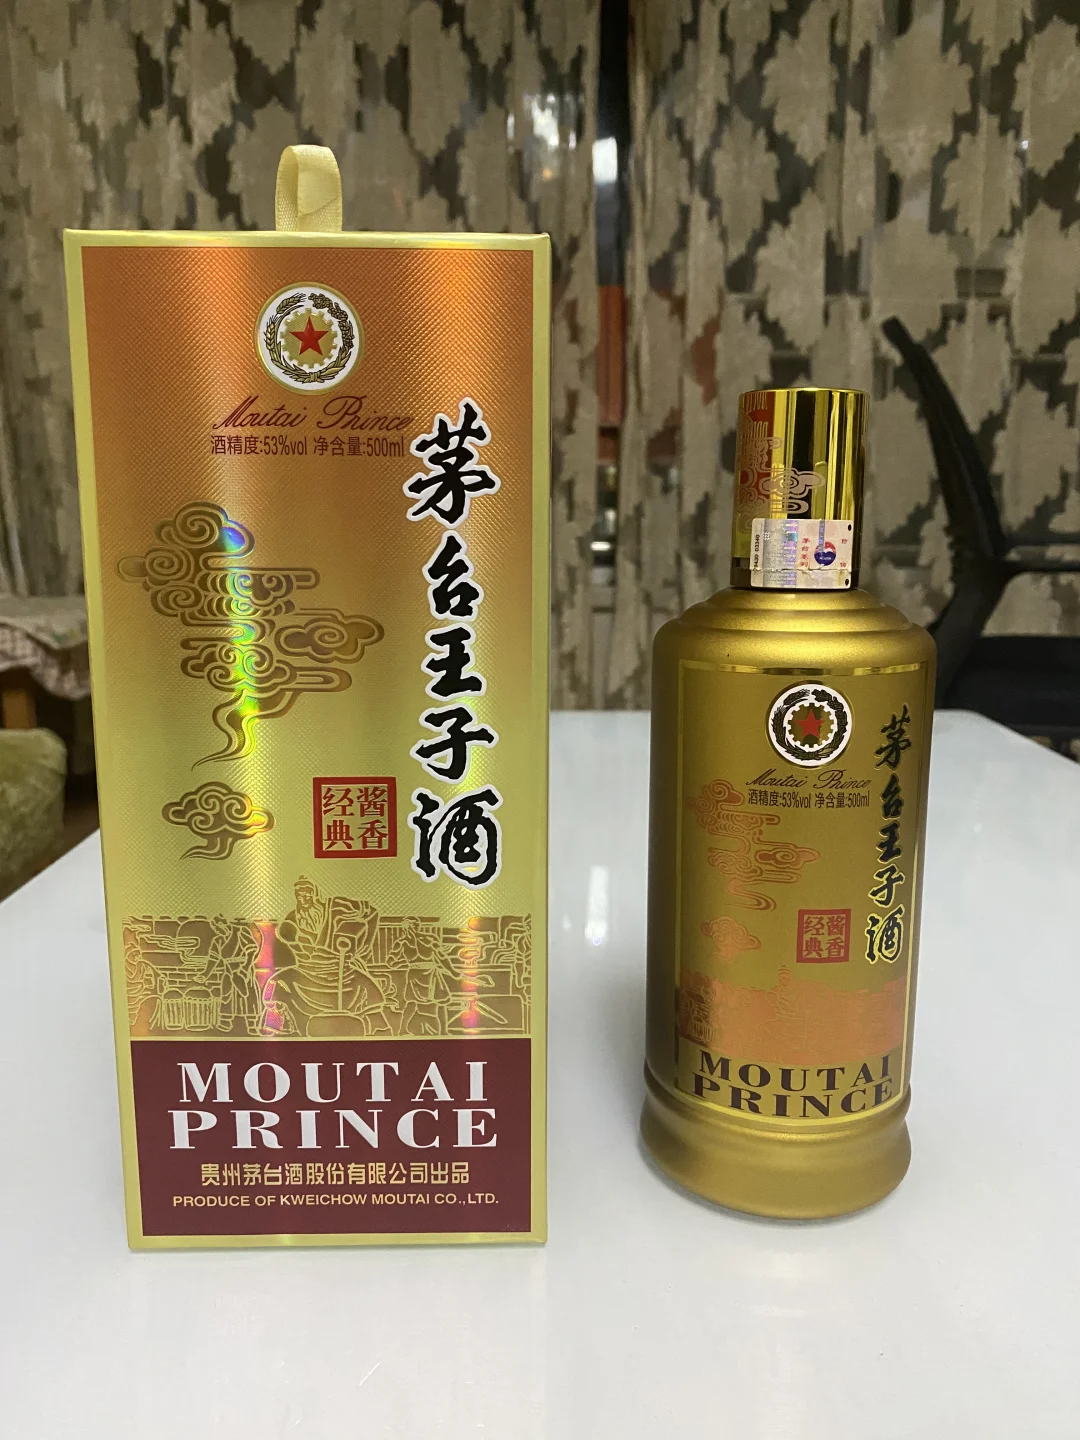 Moutai Prince
酒精度:53%vol 净含量:500ml
茅台王子酒
酱香
经典
MOUTAI
PRINCE
贵州茅台酒股份有限公司出品
PRODUCE OF KWEICHOW MOUTAI CO.,LTD.
Moutai Prince
酒精度:53%vol 净含量:500ml
茅台王子酒
酱香
经典
MOUTAI
PRINCE